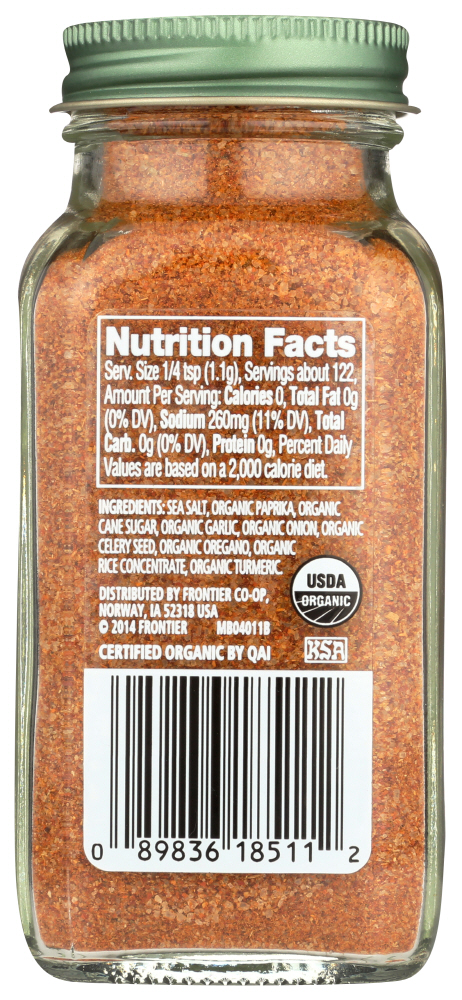 Nutrition Facts
Serv. Size 1/4 tsp (1.1g), Servings about 122,
Amount Per Serving: Calories 0, Total Fat 0g
(0% DV), Sodium 260mg (11% DV), Total
Carb. 0g (0% DV), Protein 0g, Percent Daily
Values are based on a 2,000 calorie diet.
INGREDIENTS: SEA SALT, ORGANIC PAPRIKA, ORGANIC
CANE SUGAR, ORGANIC GARLIC, ORGANIC ONION, ORGANIC
CELERY SEED, ORGANIC OREGANO, ORGANIC
RICE CONCENTRATE, ORGANIC TURMERIC.
USDA
ORGANIC
DISTRIBUTED BY FRONTIER CO-OP,
NORWAY, IA 52318 USA
© 2014 FRONTIER MB04011B
CERTIFIED ORGANIC BY QAI
KSA
0 89836 18511 2